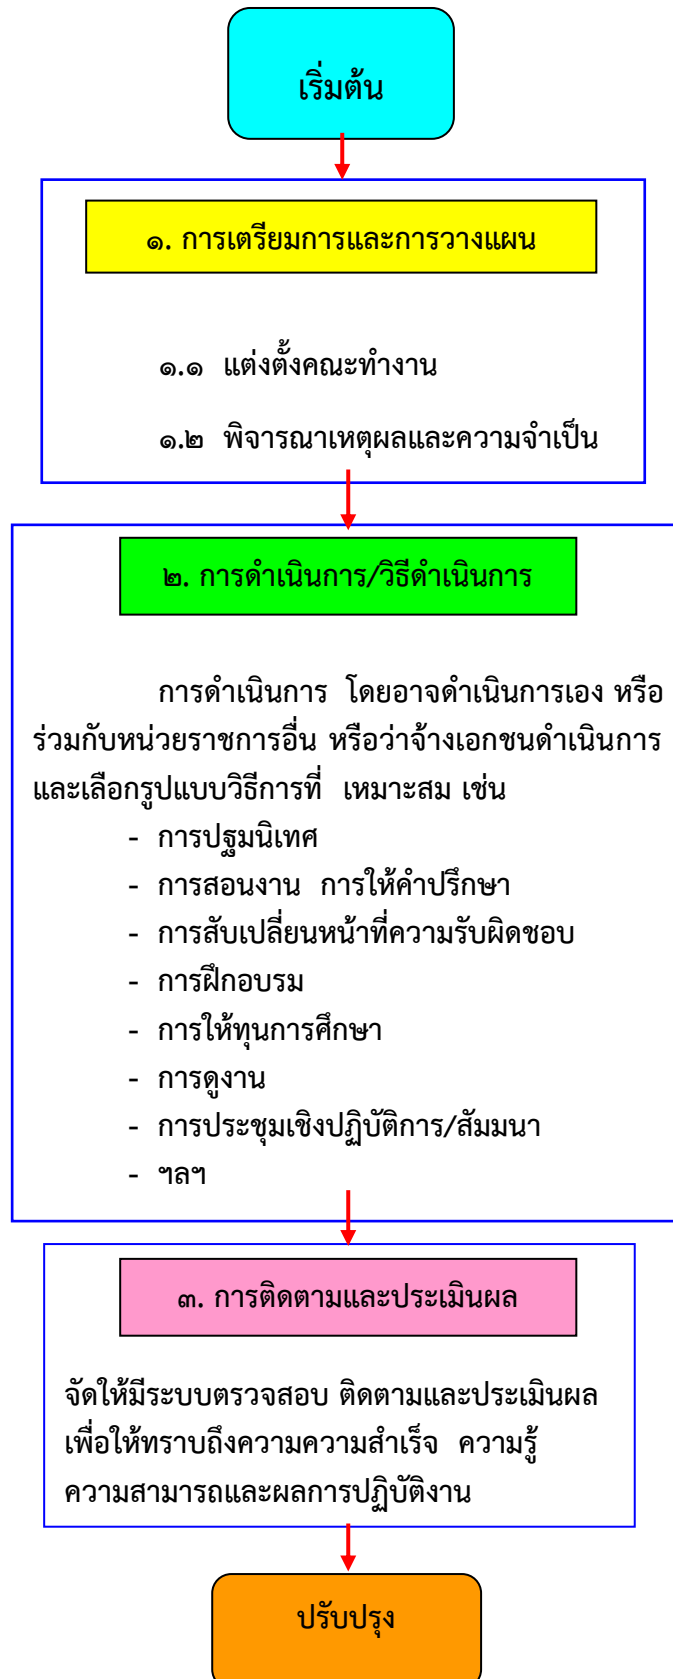 เริ่มต้น
๑. การเตรียมการและการวางแผน
๑.๑ แต่งตั้งคณะทำงาน
๑.๒ พิจารณาเหตุผลและความจำเป็น
๒. การดำเนินการ/วิธีดำเนินการ
การดำเนินการ โดยอาจดำเนินการเอง หรือ
ร่วมกับหน่วยราชการอื่น หรือว่าจ้างเอกชนดำเนินการ
และเลือกรูปแบบวิธีการที่ เหมาะสม เช่น
- การปฐมนิเทศ
- การสอนงาน การให้คำปรึกษา
- การสับเปลี่ยนหน้าที่ความรับผิดชอบ
- การฝึกอบรม
- การให้ทุนการศึกษา
- การดูงาน
- การประชุมเชิงปฏิบัติการ/สัมมนา
- ฯลฯ
๓. การติดตามและประเมินผล
จัดให้มีระบบตรวจสอบ ติดตามและประเมินผล
เพื่อให้ทราบถึงความความสำเร็จ ความรู้
ความสามารถและผลการปฏิบัติงาน
ปรับปรุง